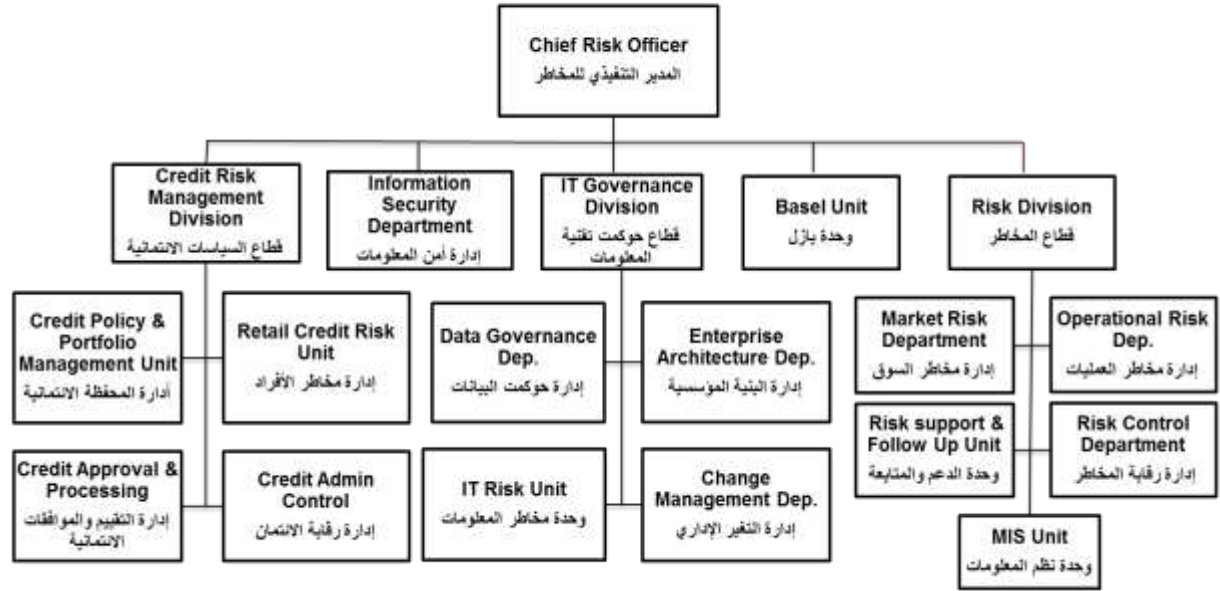 Chief Risk Officer
المدير التنفيذي للمخاطر
Credit Risk
Management
Division
قطاع السياسات الائتمانية
Information
Security
Department
إدارة أمن المعلومات
IT Governance
Division
قطاع حوكمت تقنية
المعلومات
Basel Unit
وحدة بازل
Risk Division
قطاع المخاطر
Credit Policy &
Portfolio
Management Unit
أدارة المحفظة الائتمانية
Retail Credit Risk
Unit
إدارة مخاطر الأفراد
Data Governance
Dep.
إدارة حوكمت البيانات
Enterprise
Architecture Dep.
إدارة البنية المؤسسية
Market Risk
Department
إدارة مخاطر السوق
Operational Risk
Dep.
إدارة مخاطر العمليات
Risk support &
Follow Up Unit
وحدة الدعم والمتابعة
Risk Control
Department
إدارة رقابة المخاطر
Credit Approval &
Processing
إدارة التقييم والموافقات
الائتمانية
Credit Admin
Control
إدارة رقابة الائتمان
IT Risk Unit
وحدة مخاطر المعلومات
Change
Management Dep.
إدارة التغير الإداري
MIS Unit
وحدة نظم المعلومات